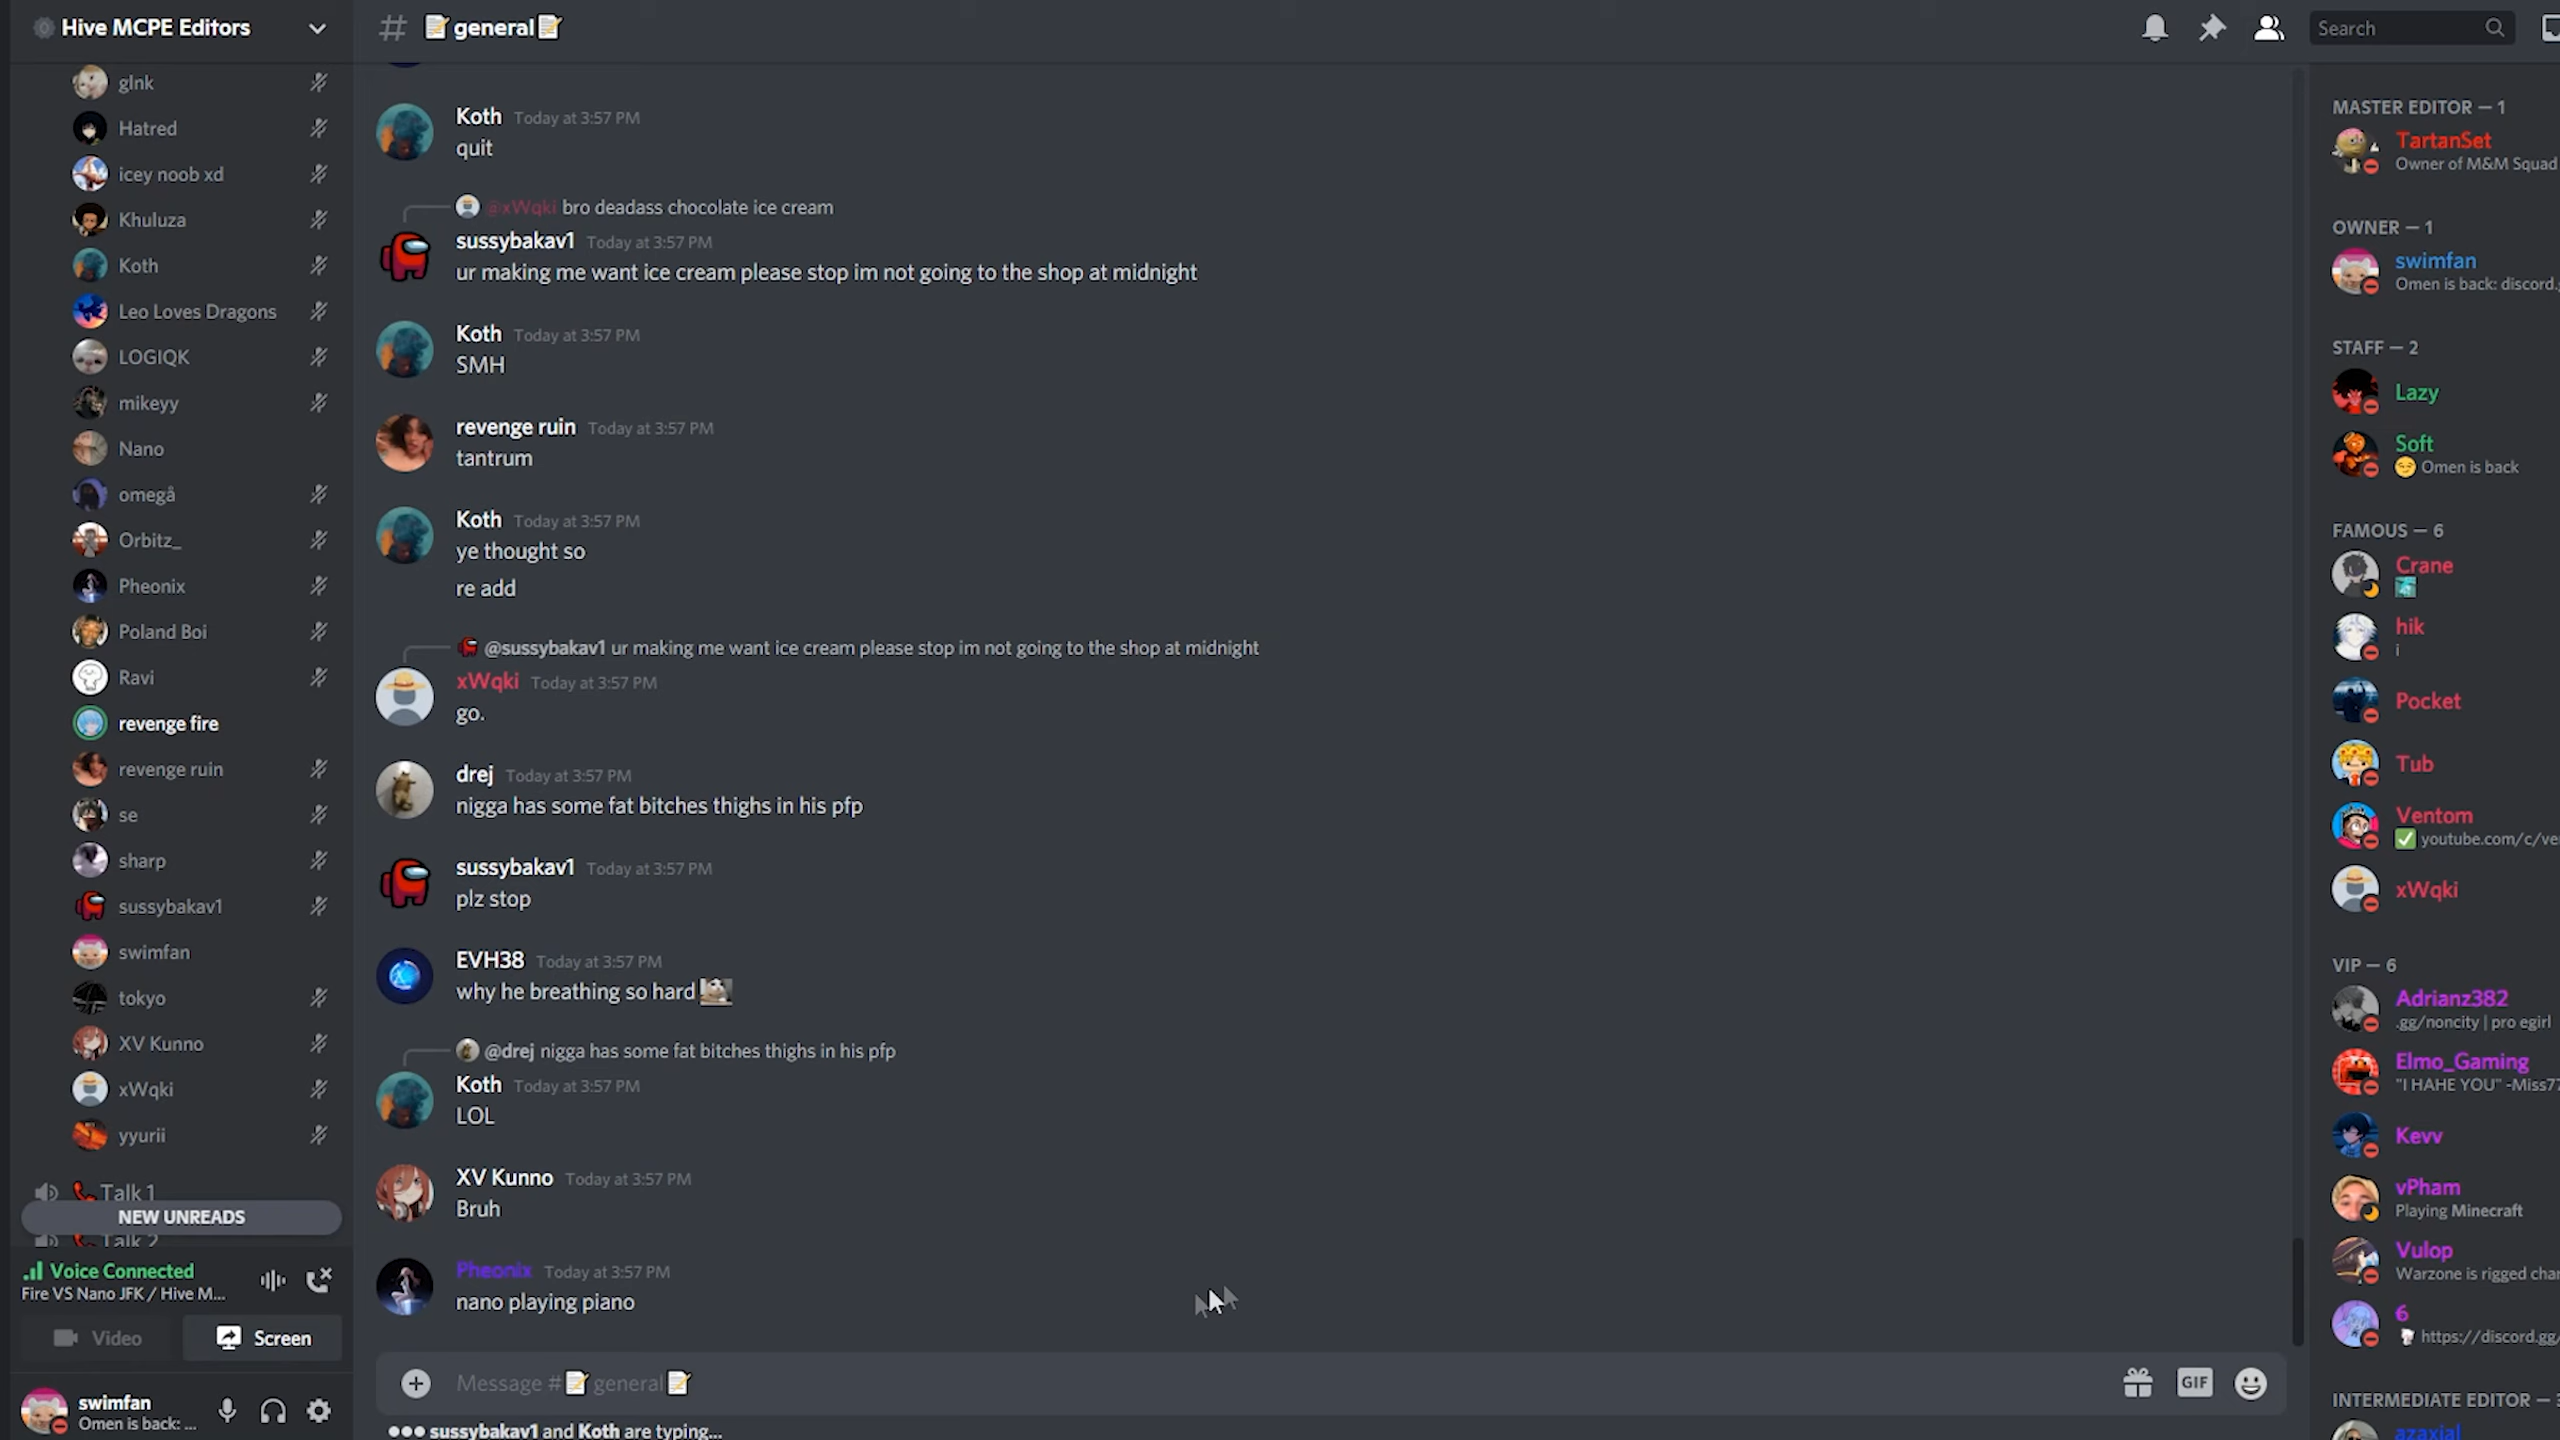 Hive MCPE Editors
glnk
Hatred
icey noob xd
Khuluza
Koth
Leo Loves Dragons
LOGIQK
mikeyy
Nano
omegå
Orbitz_
Pheonix
Poland Boi
Ravi
revenge fire
revenge ruin
se
sharp
sussybakav1
swimfan
tokyo
XV Kunno
xWqki
yyurii
Talk 1
NEW UNREADS
Talk 2
Voice Connected
Fire VS Nano JFK / Hive M...
Video
Screen
swimfan
Omen is back: ...
# general
Koth Today at 3:57 PM
quit
@xWqki bro deadass chocolate ice cream
sussybakav1 Today at 3:57 PM
ur making me want ice cream please stop im not going to the shop at midnight
Koth Today at 3:57 PM
SMH
revenge ruin Today at 3:57 PM
tantrum
Koth Today at 3:57 PM
ye thought so
re add
@sussybakav1 ur making me want ice cream please stop im not going to the shop at midnight
xWqki Today at 3:57 PM
go.
drej Today at 3:57 PM
nigga has some fat bitches thighs in his pfp
sussybakav1 Today at 3:57 PM
plz stop
EVH38 Today at 3:57 PM
why he breathing so hard
@drej nigga has some fat bitches thighs in his pfp
Koth Today at 3:57 PM
LOL
XV Kunno Today at 3:57 PM
Bruh
Pheonix Today at 3:57 PM
nano playing piano
Message # general
GIF
sussybakav1 and Koth are typing...
Search
MASTER EDITOR — 1
TartanSet
Owner of M&M Squad
OWNER — 1
swimfan
Omen is back: discord.
STAFF — 2
Lazy
Soft
Omen is back
FAMOUS — 6
Crane
hik
i
Pocket
Tub
Ventom
youtube.com/c/ve
xWqki
VIP — 6
Adrianz382
.gg/noncity | pro egirl
Elmo_Gaming
"I HAHE YOU" -Miss77
Kevv
vPham
Playing Minecraft
Vulop
Warzone is rigged char
6
https://discord.gg/
INTERMEDIATE EDITOR —
azaxial